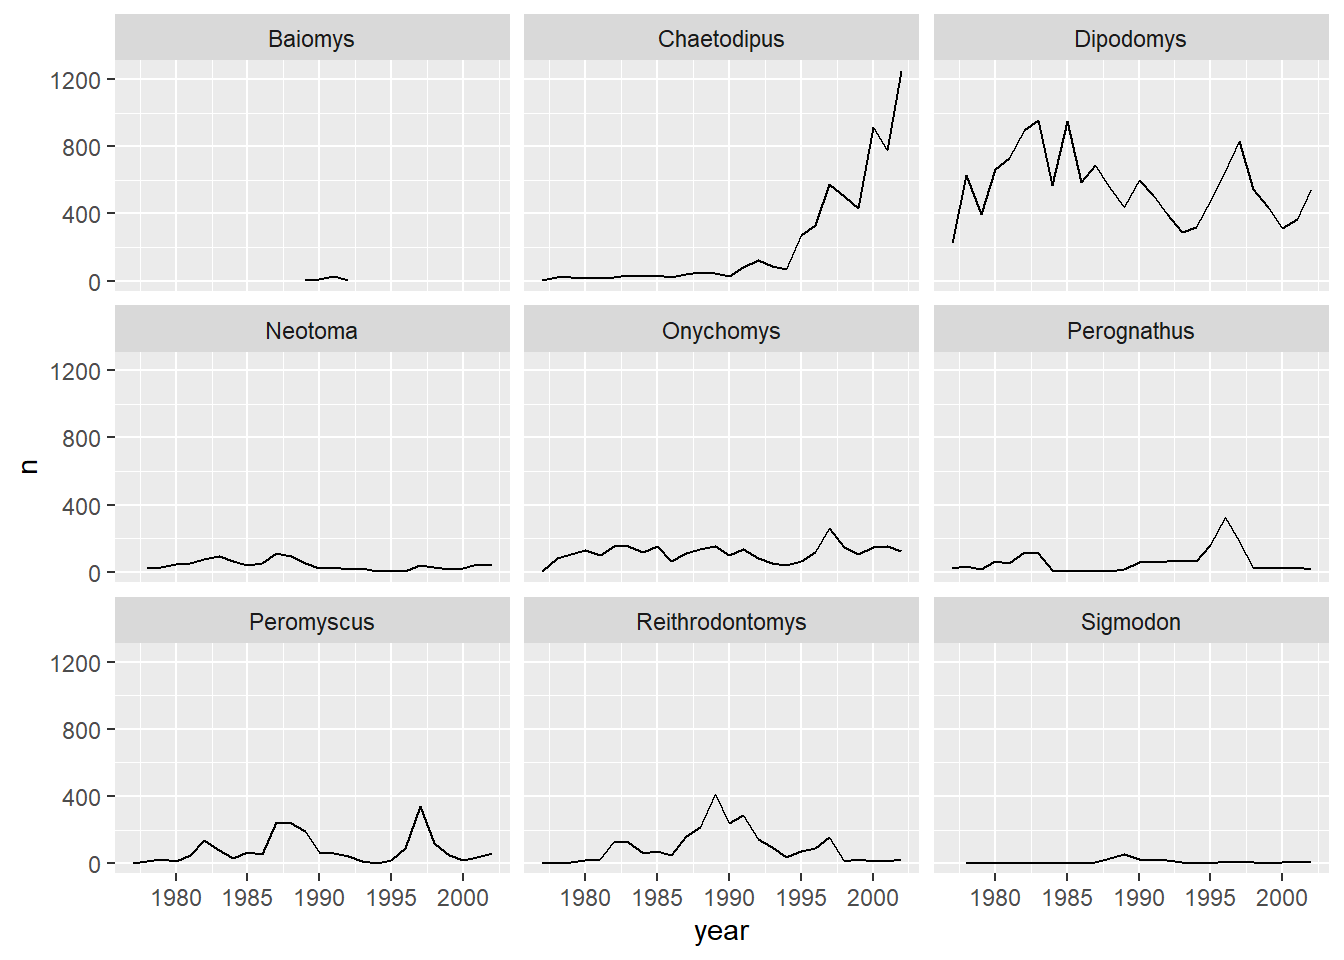 Baiomys Chaetodipus Dipodomys
1200
800
400
0
Neotoma Onychomys Perognathus
1200
800
400
0
n
Peromyscus Reithrodontomys Sigmodon
1200
800
400
0
1980 1985 1990 1995 2000 1980 1985 1990 1995 2000 1980 1985 1990 1995 2000
year